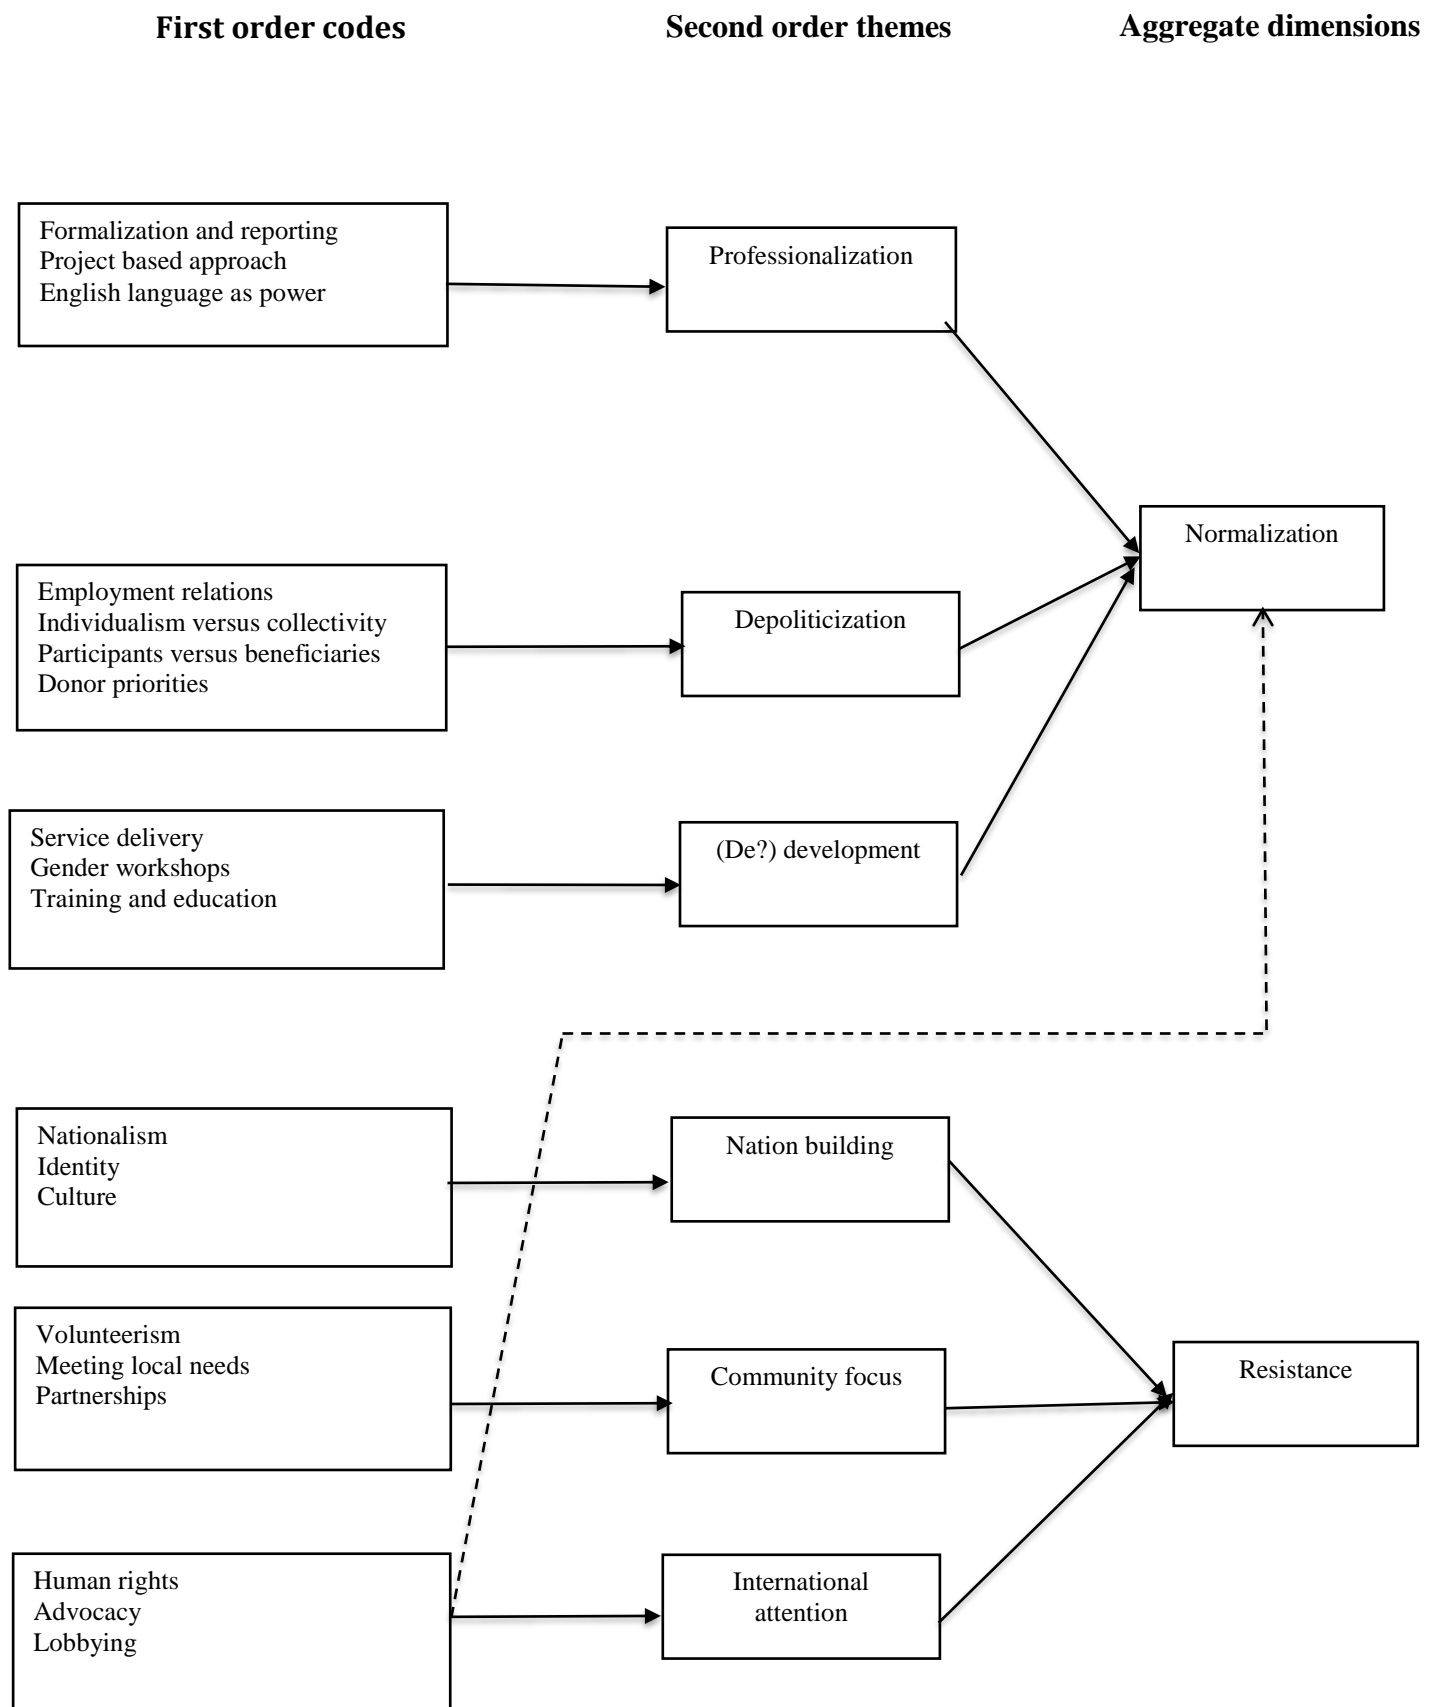 First order codes
Second order themes
Aggregate dimensions
Formalization and reporting
Project based approach
English language as power
Professionalization
Normalization
Employment relations
Individualism versus collectivity
Participants versus beneficiaries
Donor priorities
Depoliticization
Service delivery
Gender workshops
Training and education
(De?) development
Nationalism
Identity
Culture
Nation building
Volunteerism
Meeting local needs
Partnerships
Community focus
Resistance
Human rights
Advocacy
Lobbying
International
attention